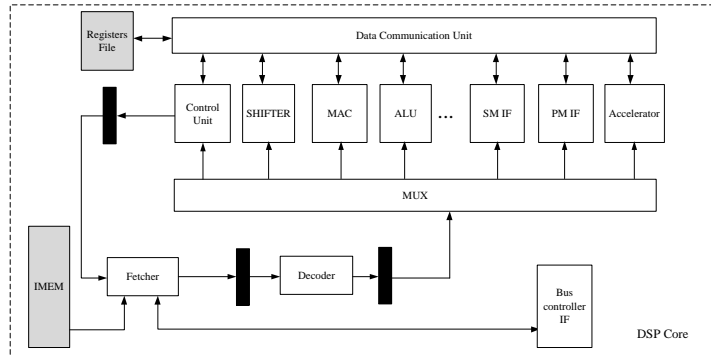 Registers
File
Data Communication Unit
Control
Unit
SHIFTER
MAC
ALU
...
SM IF
PM IF
Accelerator
MUX
IMEM
Fetcher
Decoder
Bus
controller
IF
DSP Core